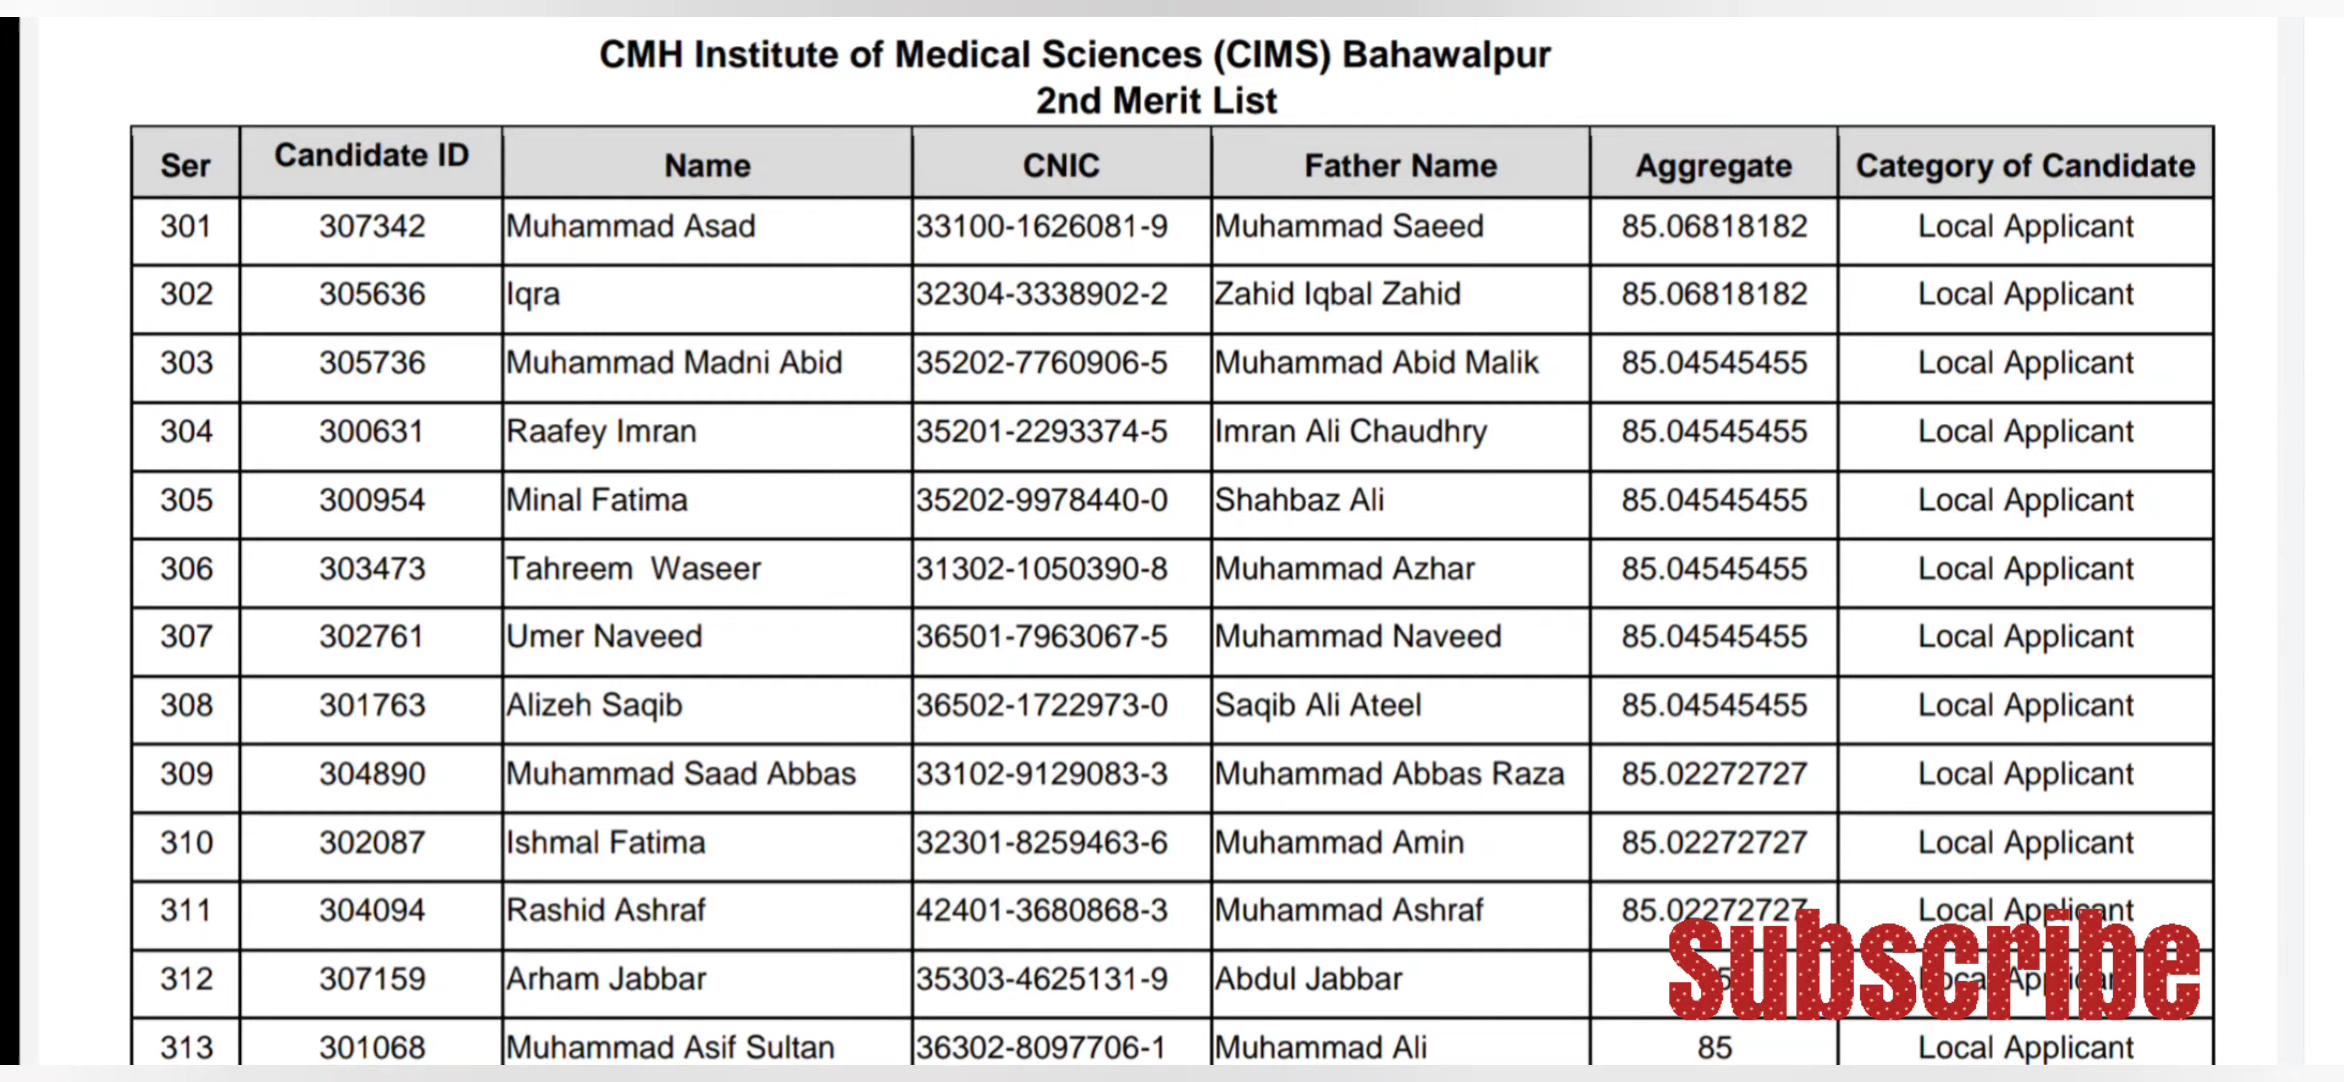 CMH Institute of Medical Sciences (CIMS) Bahawalpur
2nd Merit List
Ser Candidate ID Name CNIC Father Name Aggregate Category of Candidate
301 307342 Muhammad Asad 33100-1626081-9 Muhammad Saeed 85.06818182 Local Applicant
302 305636 Iqra 32304-3338902-2 Zahid Iqbal Zahid 85.06818182 Local Applicant
303 305736 Muhammad Madni Abid 35202-7760906-5 Muhammad Abid Malik 85.04545455 Local Applicant
304 300631 Raafey Imran 35201-2293374-5 Imran Ali Chaudhry 85.04545455 Local Applicant
305 300954 Minal Fatima 35202-9978440-0 Shahbaz Ali 85.04545455 Local Applicant
306 303473 Tahreem Waseer 31302-1050390-8 Muhammad Azhar 85.04545455 Local Applicant
307 302761 Umer Naveed 36501-7963067-5 Muhammad Naveed 85.04545455 Local Applicant
308 301763 Alizeh Saqib 36502-1722973-0 Saqib Ali Ateel 85.04545455 Local Applicant
309 304890 Muhammad Saad Abbas 33102-9129083-3 Muhammad Abbas Raza 85.02272727 Local Applicant
310 302087 Ishmal Fatima 32301-8259463-6 Muhammad Amin 85.02272727 Local Applicant
311 304094 Rashid Ashraf 42401-3680868-3 Muhammad Ashraf 85.02272727 Local Applicant
312 307159 Arham Jabbar 35303-4625131-9 Abdul Jabbar
subscribe
313 301068 Muhammad Asif Sultan 36302-8097706-1 Muhammad Ali 85 Local Applicant